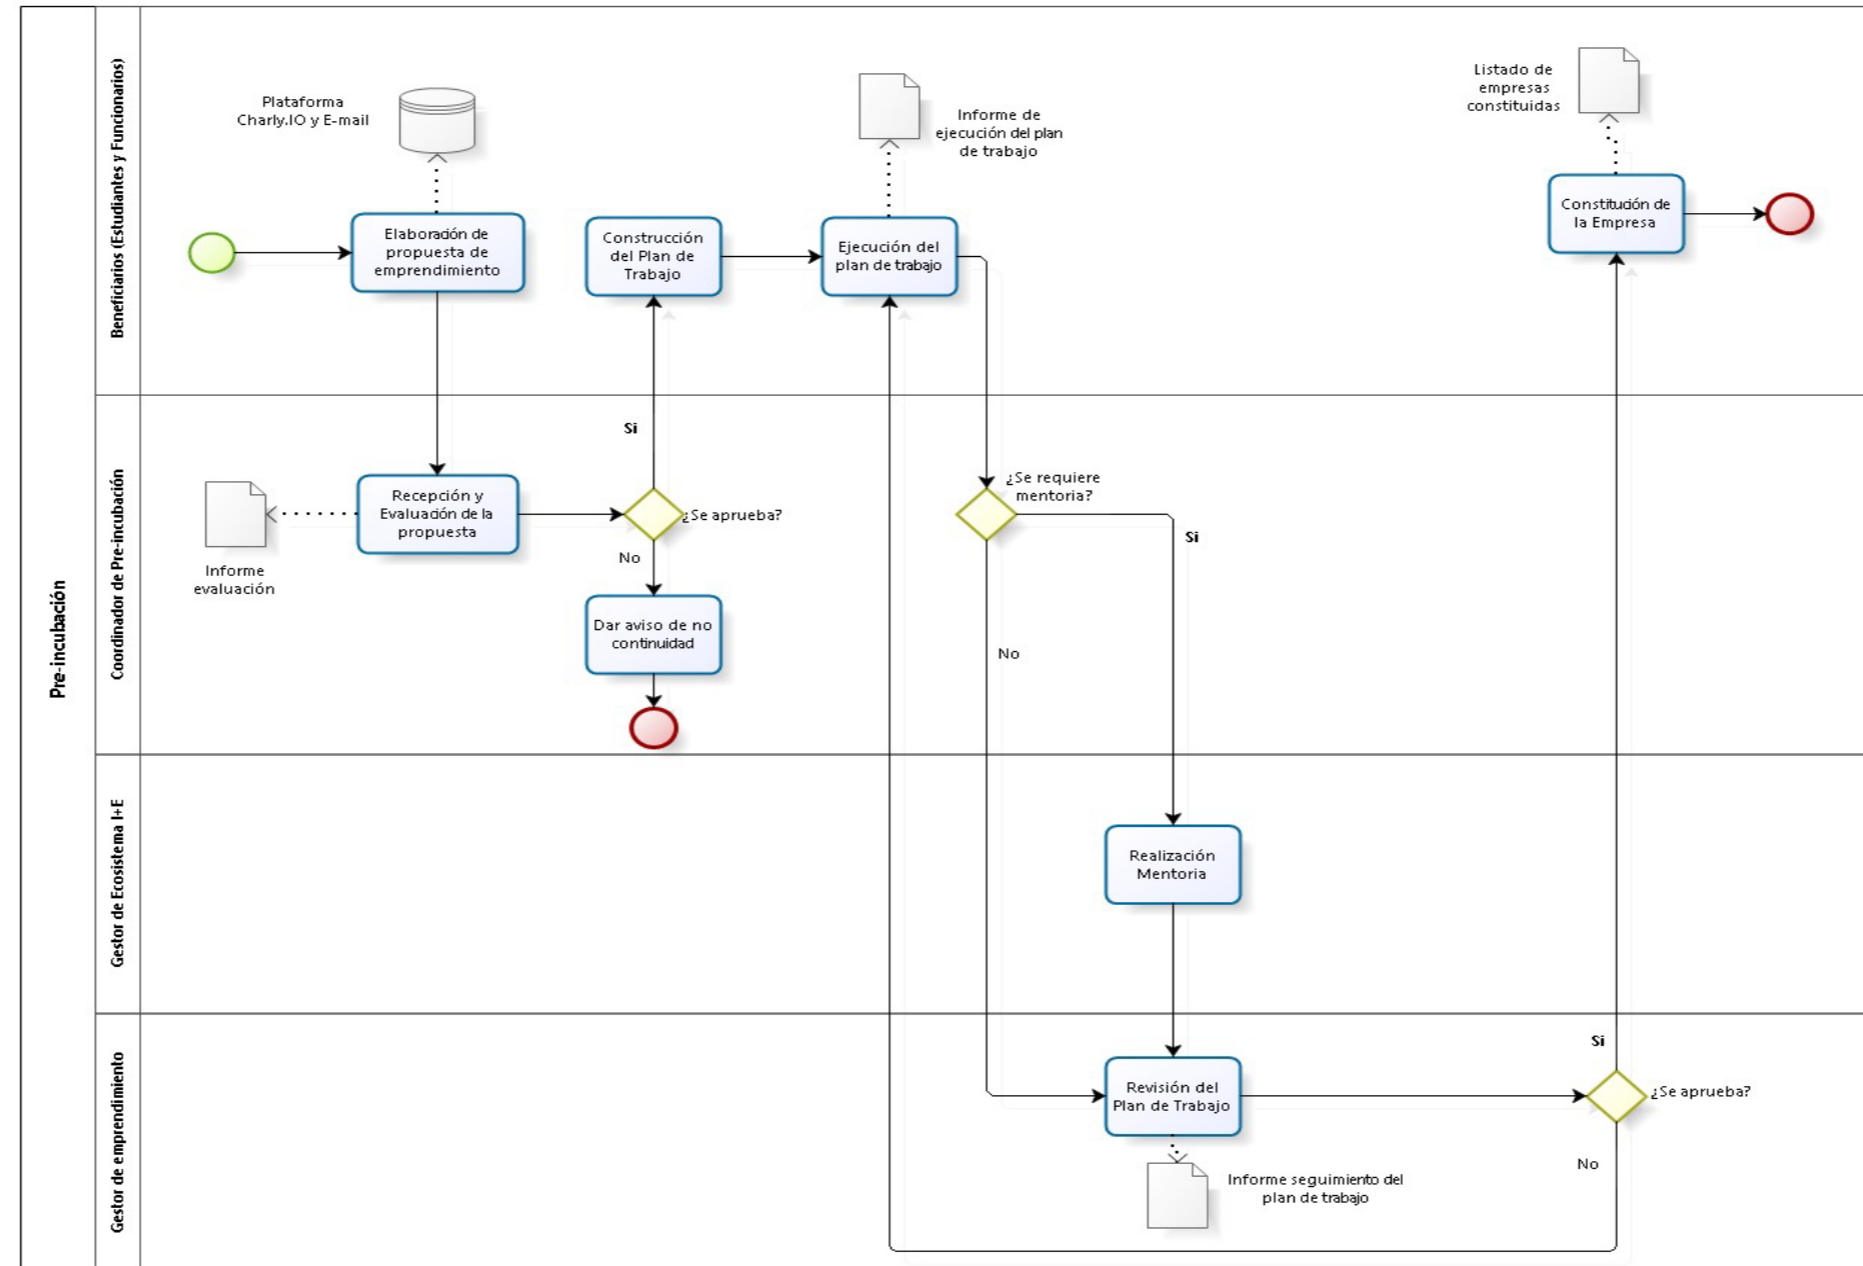 Pre-incubación
Beneficiarios (Estudiantes y Funcionarios)
Plataforma
Charly.IO y E-mail
Elaboración de
propuesta de
emprendimiento
Construcción
del Plan de
Trabajo
Ejecución del
plan de trabajo
Informe de
ejecución del plan
de trabajo
Listado de
empresas
constituidas
Constitución de
la Empresa
Coordinador de Pre-incubación
Informe
evaluación
Recepción y
Evaluación de la
propuesta
Si
¿Se aprueba?
No
Dar aviso de no
continuidad
¿Se requiere
mentoria?
Si
No
Gestor de Ecosistema I+E
Realización
Mentoria
Gestor de emprendimiento
Revisión del
Plan de Trabajo
Informe seguimiento del
plan de trabajo
Si
¿Se aprueba?
No